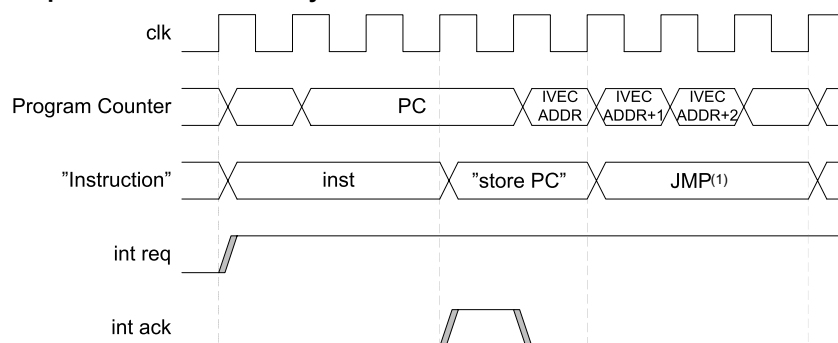 clk
Program Counter
PC
IVEC
ADDR
IVEC
ADDR+1
IVEC
ADDR+2
”Instruction”
inst
”store PC”
JMP(1)
int req
int ack